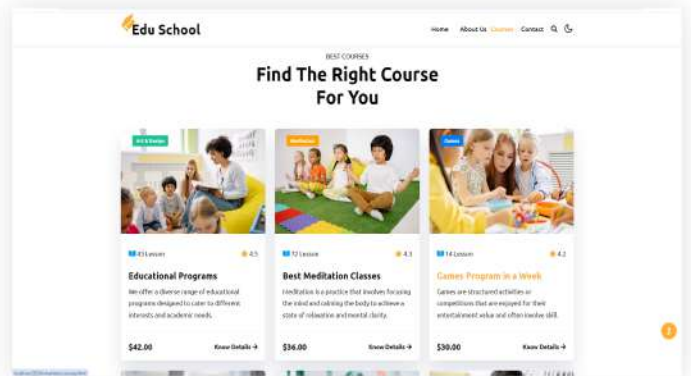 Edu School
Home About Us Courses Contact
BEST COURSES
Find The Right Course
For You
Art & Design
Meditation
Games
43 Lesson 4.5
12 Lesson 4.3
14 Lesson 4.2
Educational Programs
We offer a diverse range of educational
programs designed to cater to different
interests and academic needs.
$42.00 Know Details →
Best Meditation Classes
Meditation is a practice that involves focusing
the mind and calming the body to achieve a
state of relaxation and mental clarity.
$36.00 Know Details →
Games Program in a Week
Games are structured activities or
competitions that are enjoyed for their
entertainment value and often involve skill.
$30.00 Know Details →